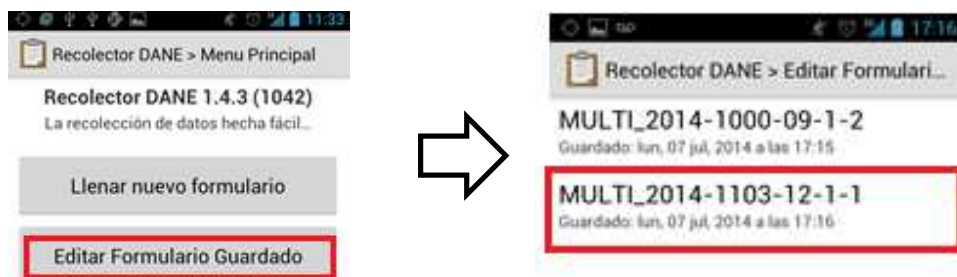 11:33
Recolector DANE > Menu Principal
Recolector DANE 1.4.3 (1042)
La recolección de datos hecha fácil...
Llenar nuevo formulario
Editar Formulario Guardado
17:16
Recolector DANE > Editar Formulari...
MULTI_2014-1000-09-1-2
Guardado: lun, 07 jul, 2014 a las 17:15
MULTI_2014-1103-12-1-1
Guardado: lun, 07 jul, 2014 a las 17:16